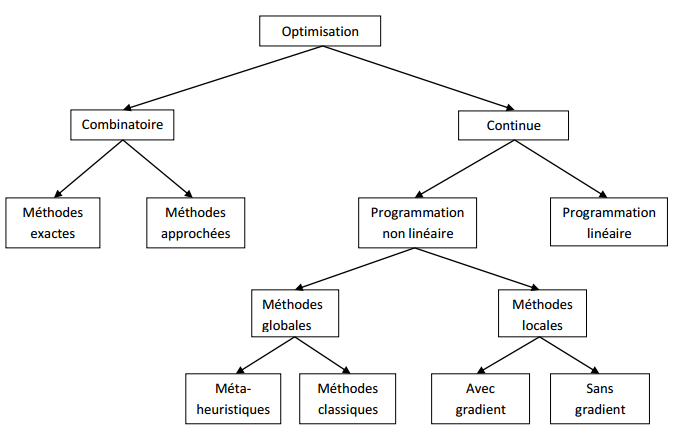 Optimisation
Combinatoire
Continue
Méthodes
exactes
Méthodes
approchées
Programmation
non linéaire
Programmation
linéaire
Méthodes
globales
Méthodes
locales
Méta-
heuristiques
Méthodes
classiques
Avec
gradient
Sans
gradient